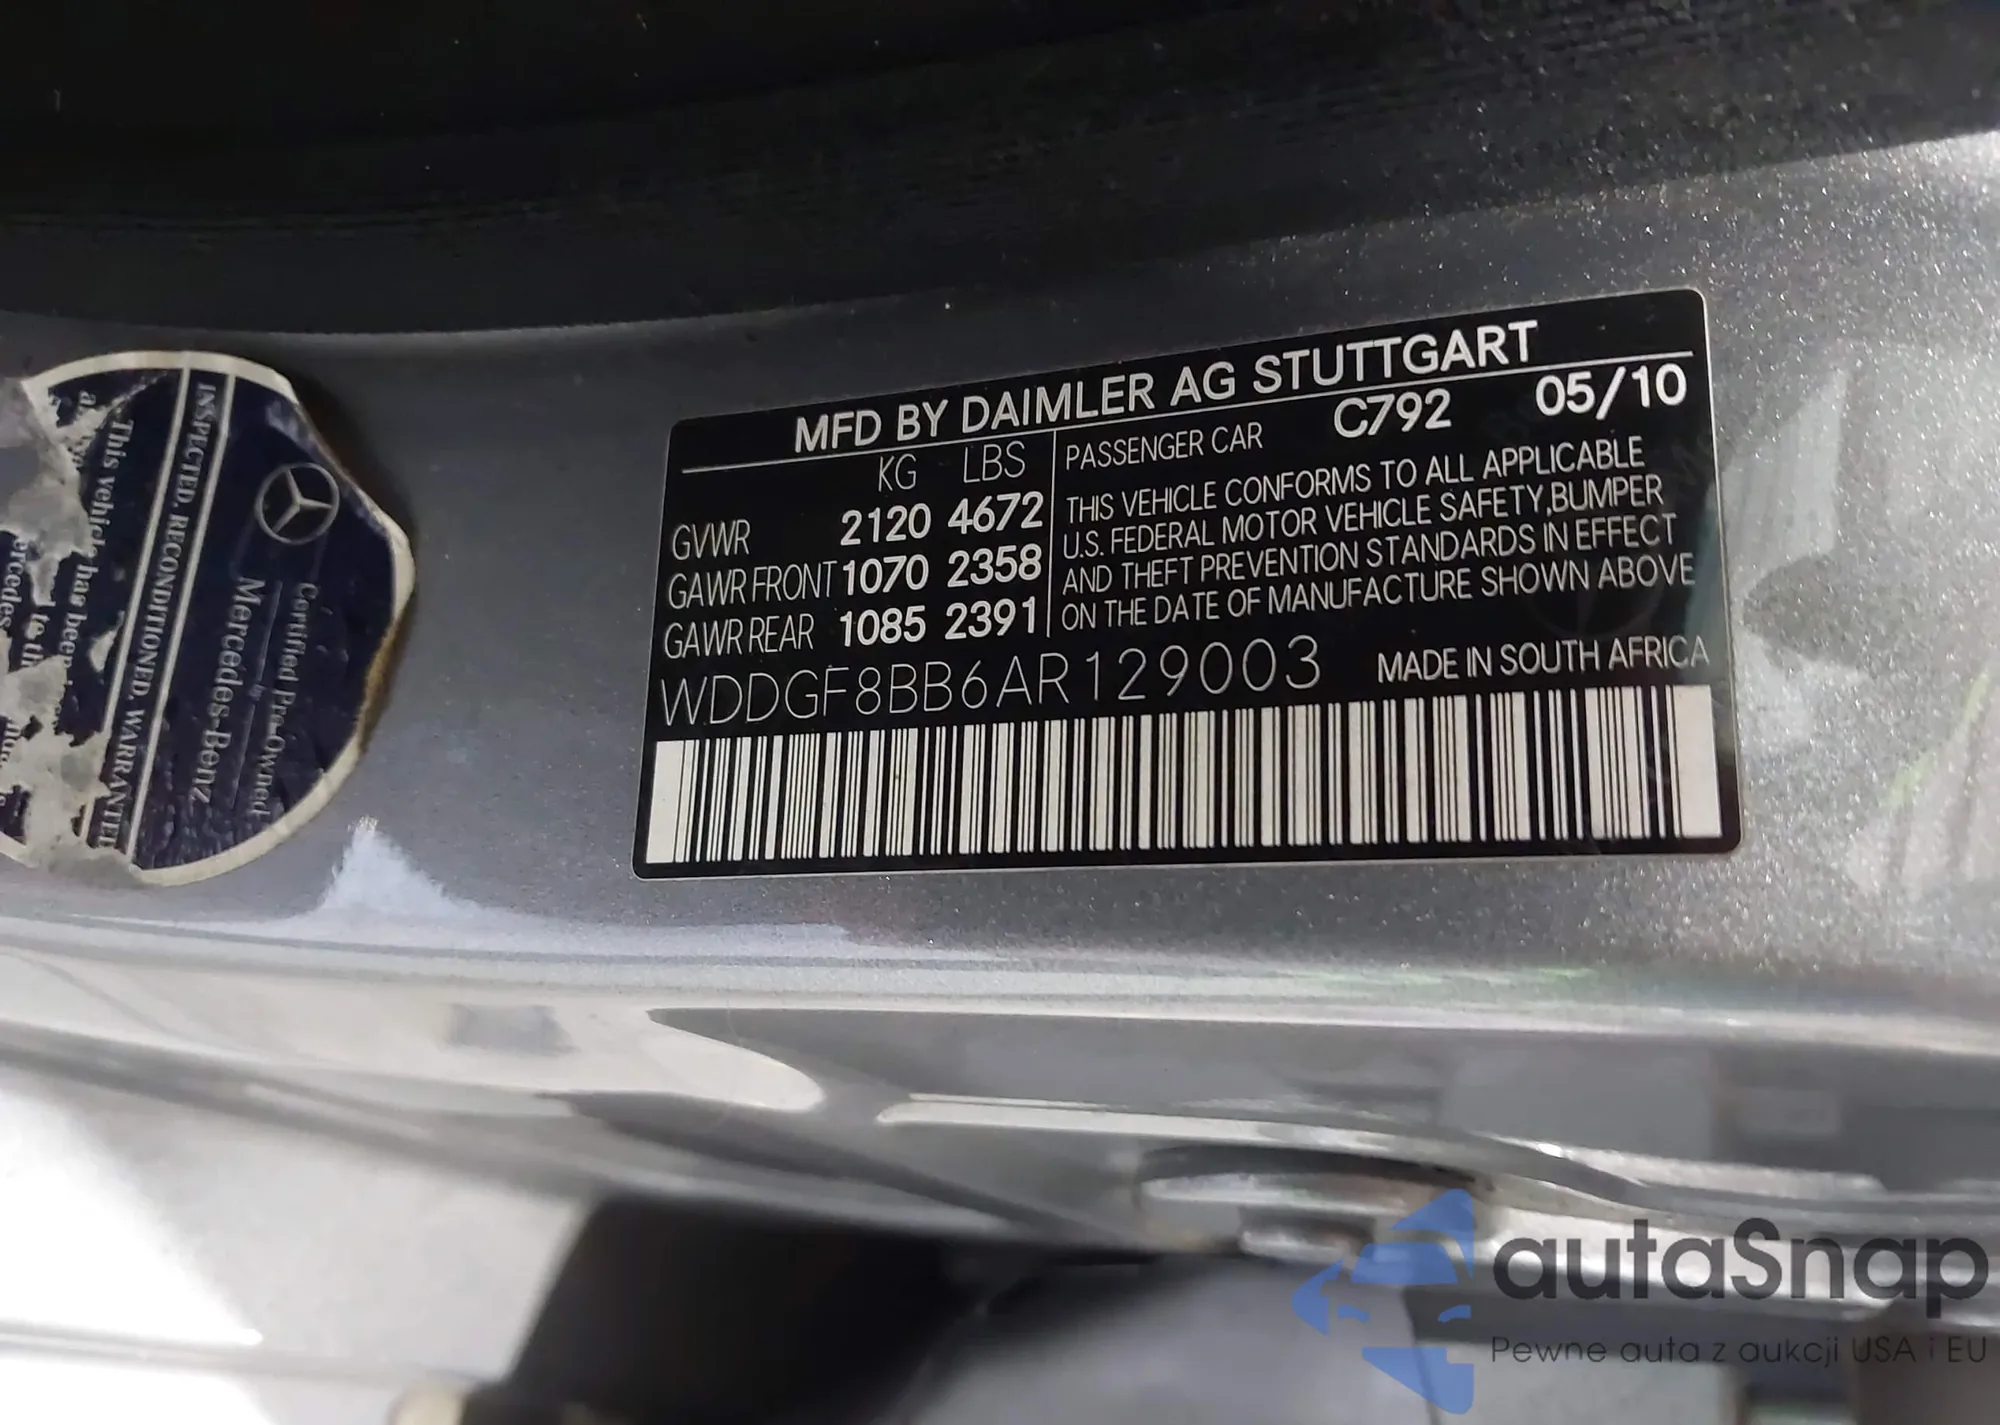 MFD BY DAIMLER AG STUTTGART
KG LBS
GVWR 2120 4672
GAWR FRONT 1070 2358
GAWR REAR 1085 2391
PASSENGER CAR C792 05/10
THIS VEHICLE CONFORMS TO ALL APPLICABLE
U.S. FEDERAL MOTOR VEHICLE SAFETY,BUMPER
AND THEFT PREVENTION STANDARDS IN EFFECT
ON THE DATE OF MANUFACTURE SHOWN ABOVE
WDDGF8BB6AR129003 MADE IN SOUTH AFRICA
Certified Pre-Owned
Mercedes-Benz
INSPECTED. RECONDITIONED. WARRANTED
This vehicle has been
to th
autaSnap
Pewne auta z aukcji USA i EU